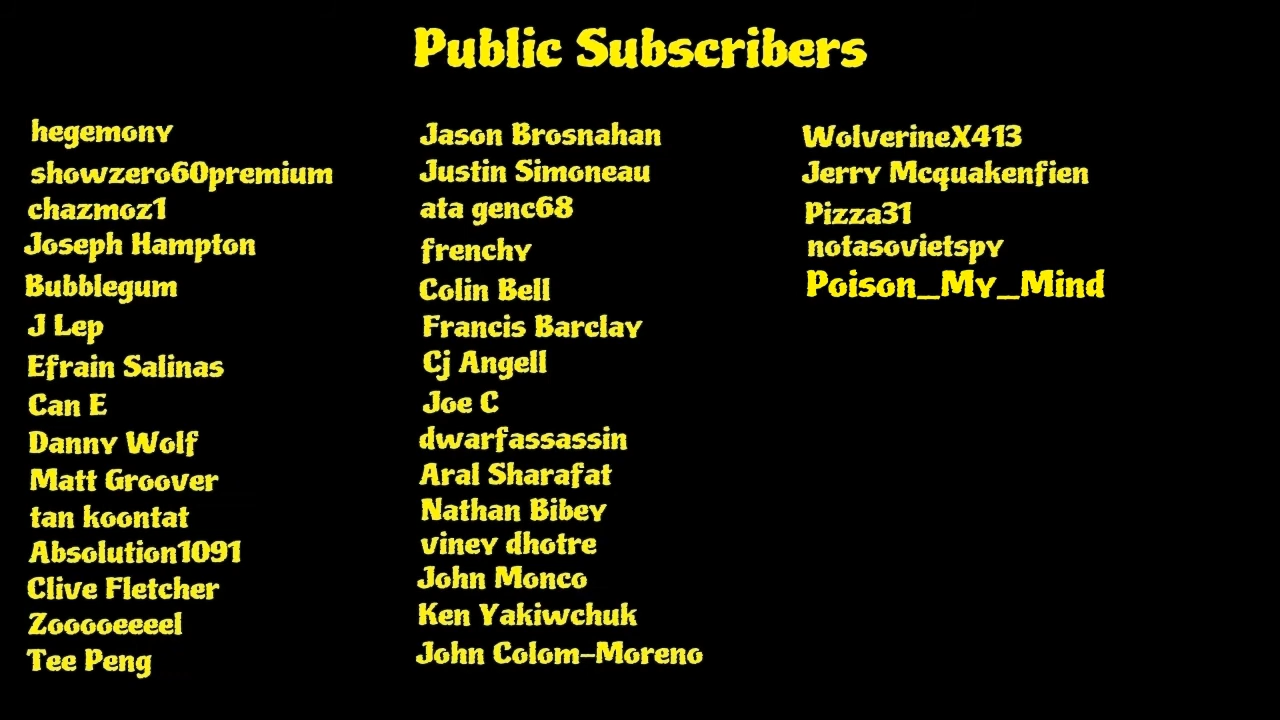 Public Subscribers
hegemony
showzero60premium
chazmoz1
Joseph Hampton
Bubblegum
J Lep
Efrain Salinas
Can E
Danny Wolf
Matt Groover
tan koontat
Absolution1091
Clive Fletcher
Zooooeeeel
Tee Peng
Jason Brosnahan
Justin Simoneau
ata genc68
frenchy
Colin Bell
Francis Barclay
Cj Angell
Joe C
dwarfassassin
Aral Sharafat
Nathan Bibey
viney dhotre
John Monco
Ken Yakiwchuk
John Colom-Moreno
WolverineX413
Jerry Mcquakenfien
Pizza31
notasovietspy
Poison_My_Mind